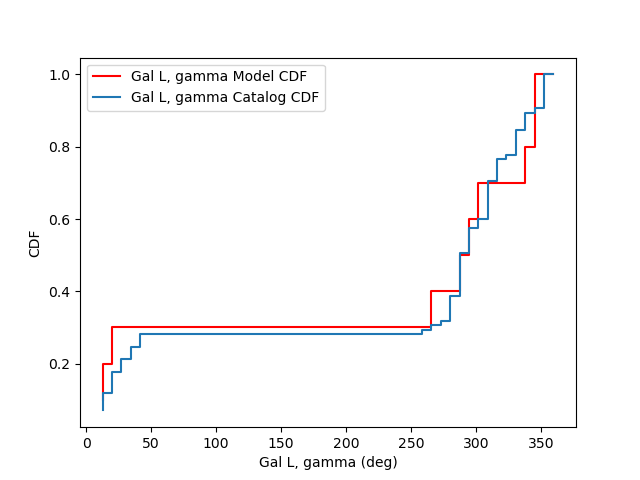 Gal L, gamma Model CDF
Gal L, gamma Catalog CDF
1.0
0.8
0.6
0.4
0.2
CDF
0 50 100 150 200 250 300 350
Gal L, gamma (deg)